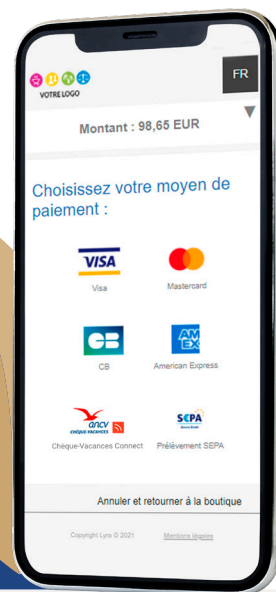 VOTRE LOGO
FR
Montant : 98,65 EUR
Choisissez votre moyen de
paiement :
VISA
Visa
Mastercard
CB
CB
AM
EX
American Express
ancv
CHÈQUE-VACANCES
Chèque-Vacances Connect
SEPA
Prélèvement SEPA
Annuler et retourner à la boutique
Copyright Lyra © 2021
Mentions légales